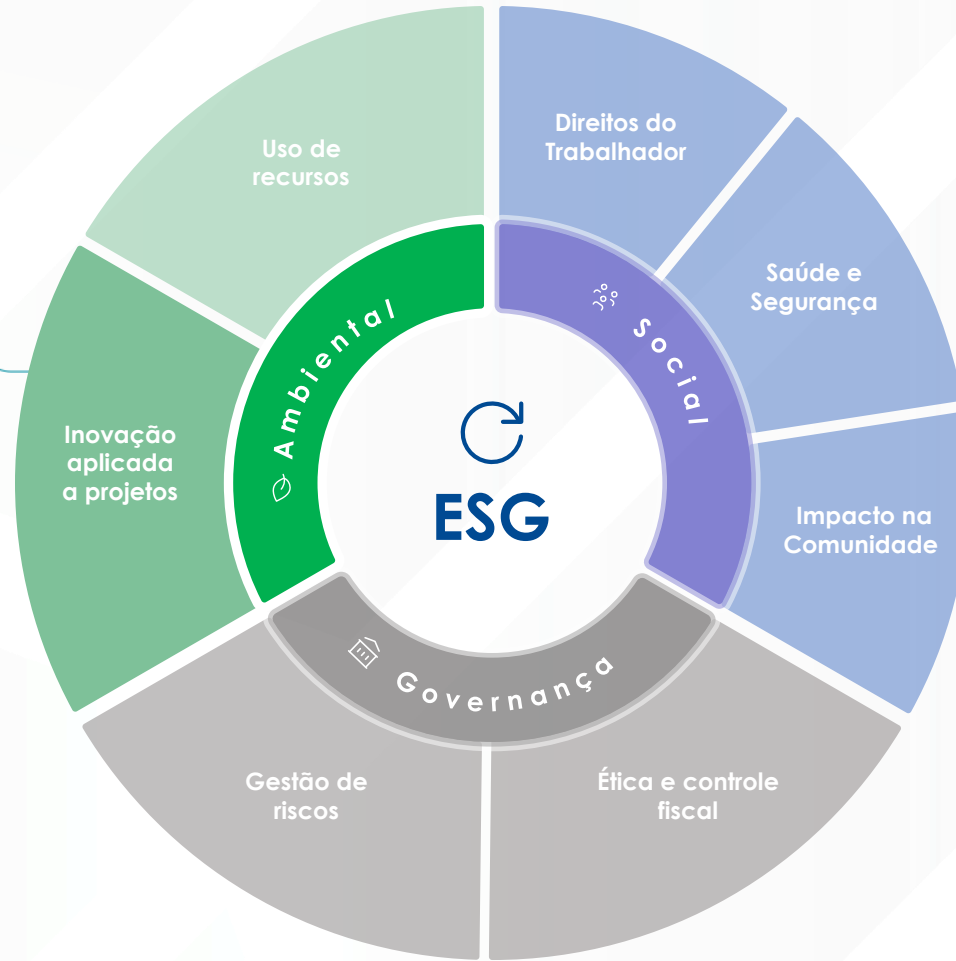 Uso de
recursos
Direitos do
Trabalhador
Saúde e
Segurança
Ambiental
Social
Inovação
aplicada
a projetos
ESG
Impacto na
Comunidade
Governança
Gestão de
riscos
Ética e controle
fiscal